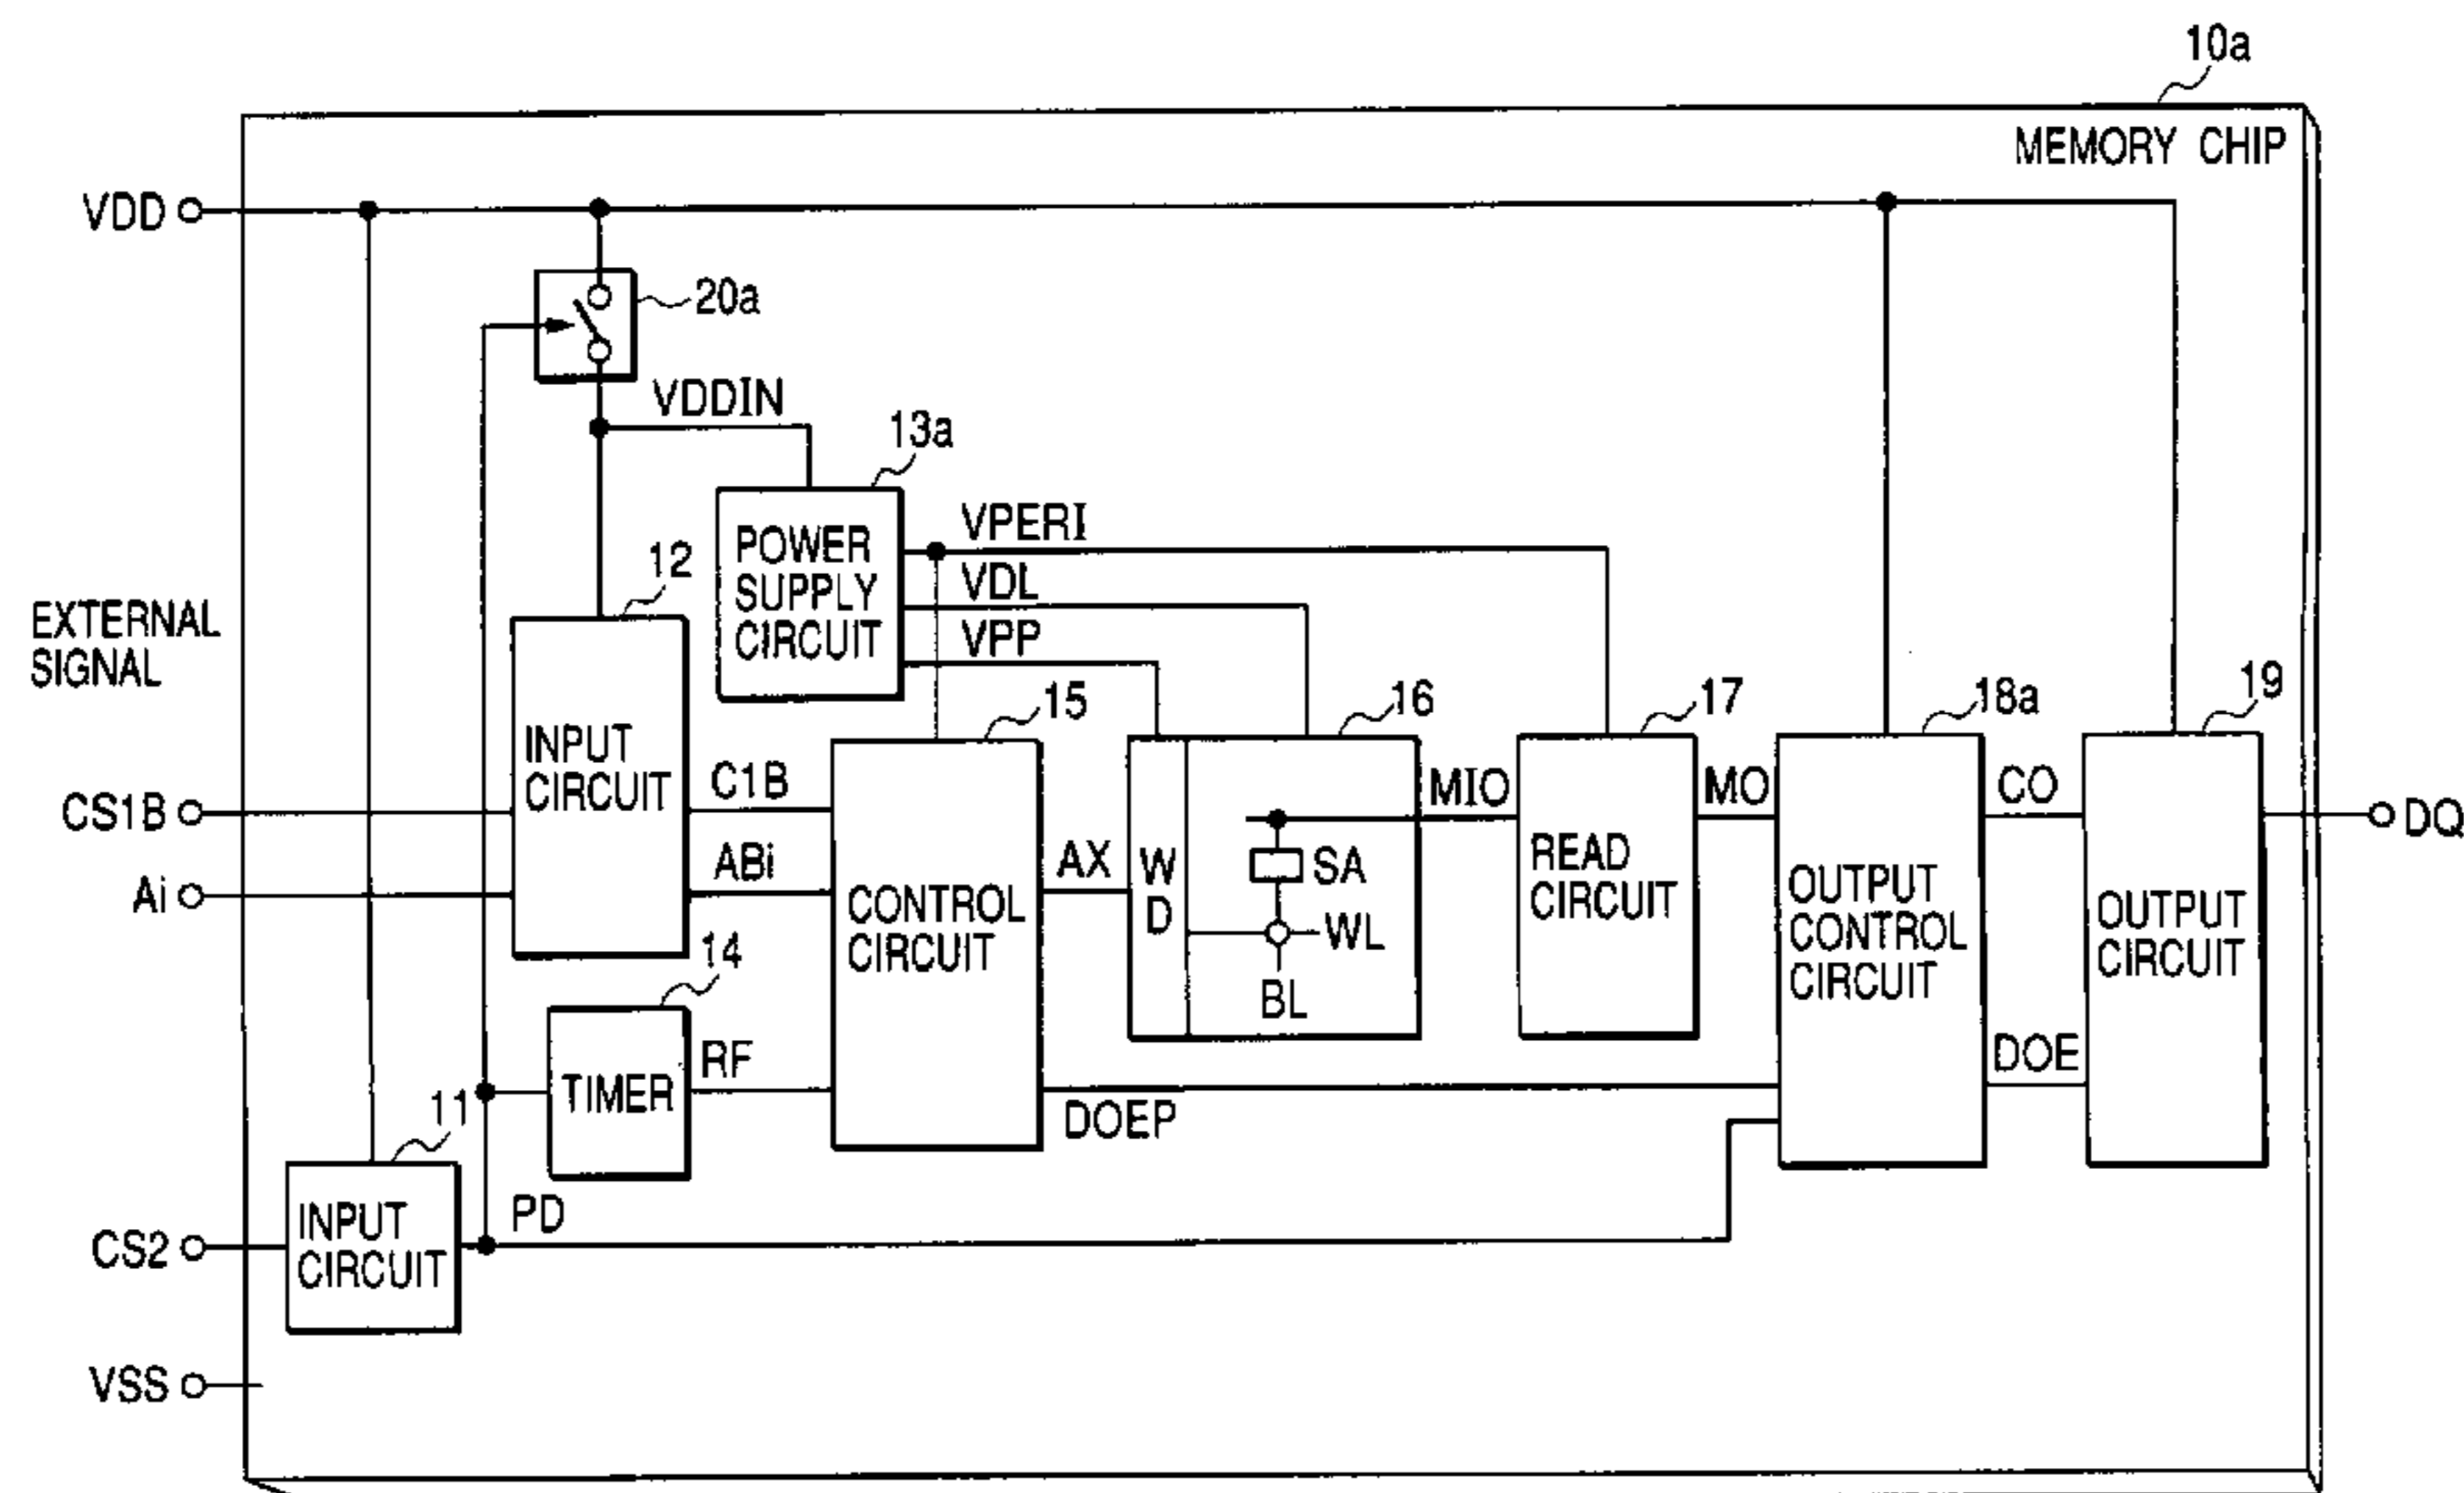 10a
MEMORY CHIP
VDD
20a
VDDIN
13a
POWER
SUPPLY
CIRCUIT
VPERI
VDL
VPP
12
EXTERNAL
SIGNAL
INPUT
CIRCUIT
15
16
17
18a
19
CS1B
C1B
MIO
MO
CO
DQ
Ai
ABi
CONTROL
CIRCUIT
AX
W
D
SA
WL
BL
READ
CIRCUIT
OUTPUT
CONTROL
CIRCUIT
OUTPUT
CIRCUIT
14
TIMER
RF
DOEP
DOE
11
INPUT
CIRCUIT
PD
CS2
VSS